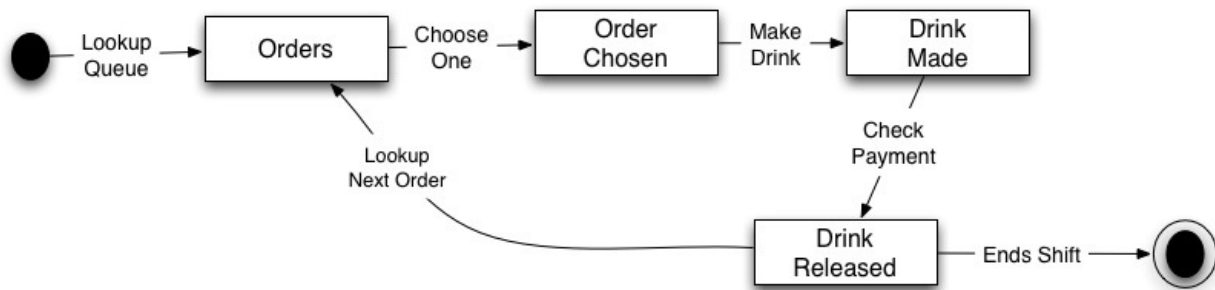 Lookup
Queue
Orders
Choose
One
Order
Chosen
Make
Drink
Drink
Made
Check
Payment
Lookup
Next Order
Drink
Released
Ends Shift